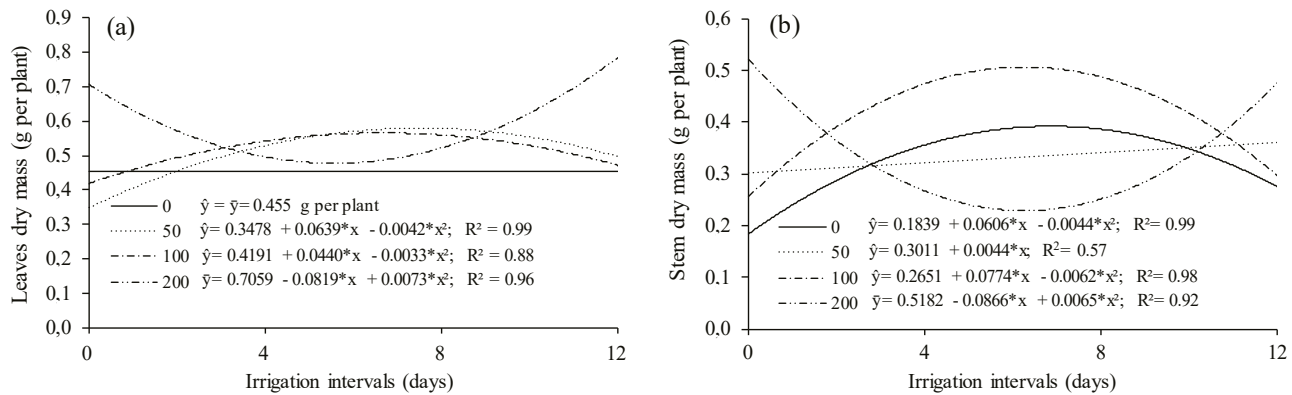 (a)
Leaves dry mass (g per plant)
0,9
0,8
0,7
0,6
0,5
0,4
0,3
0,2
0,1
0,0
0 ŷ = ȳ= 0.455 g per plant
50 ŷ= 0.3478 + 0.0639*x - 0.0042*x²; R² = 0.99
100 ŷ= 0.4191 + 0.0440*x - 0.0033*x²; R² = 0.88
200 ȳ= 0.7059 - 0.0819*x + 0.0073*x²; R² = 0.96
0 4 8 12
Irrigation intervals (days)
(b)
Stem dry mass (g per plant)
0,6
0,5
0,4
0,3
0,2
0,1
0,0
0 ŷ= 0.1839 + 0.0606*x - 0.0044*x²; R²= 0.99
50 ŷ= 0.3011 + 0.0044*x; R²= 0.57
100 ŷ= 0.2651 + 0.0774*x - 0.0062*x²; R²= 0.98
200 ȳ= 0.5182 - 0.0866*x + 0.0065*x²; R²= 0.92
0 4 8 12
Irrigation intervals (days)